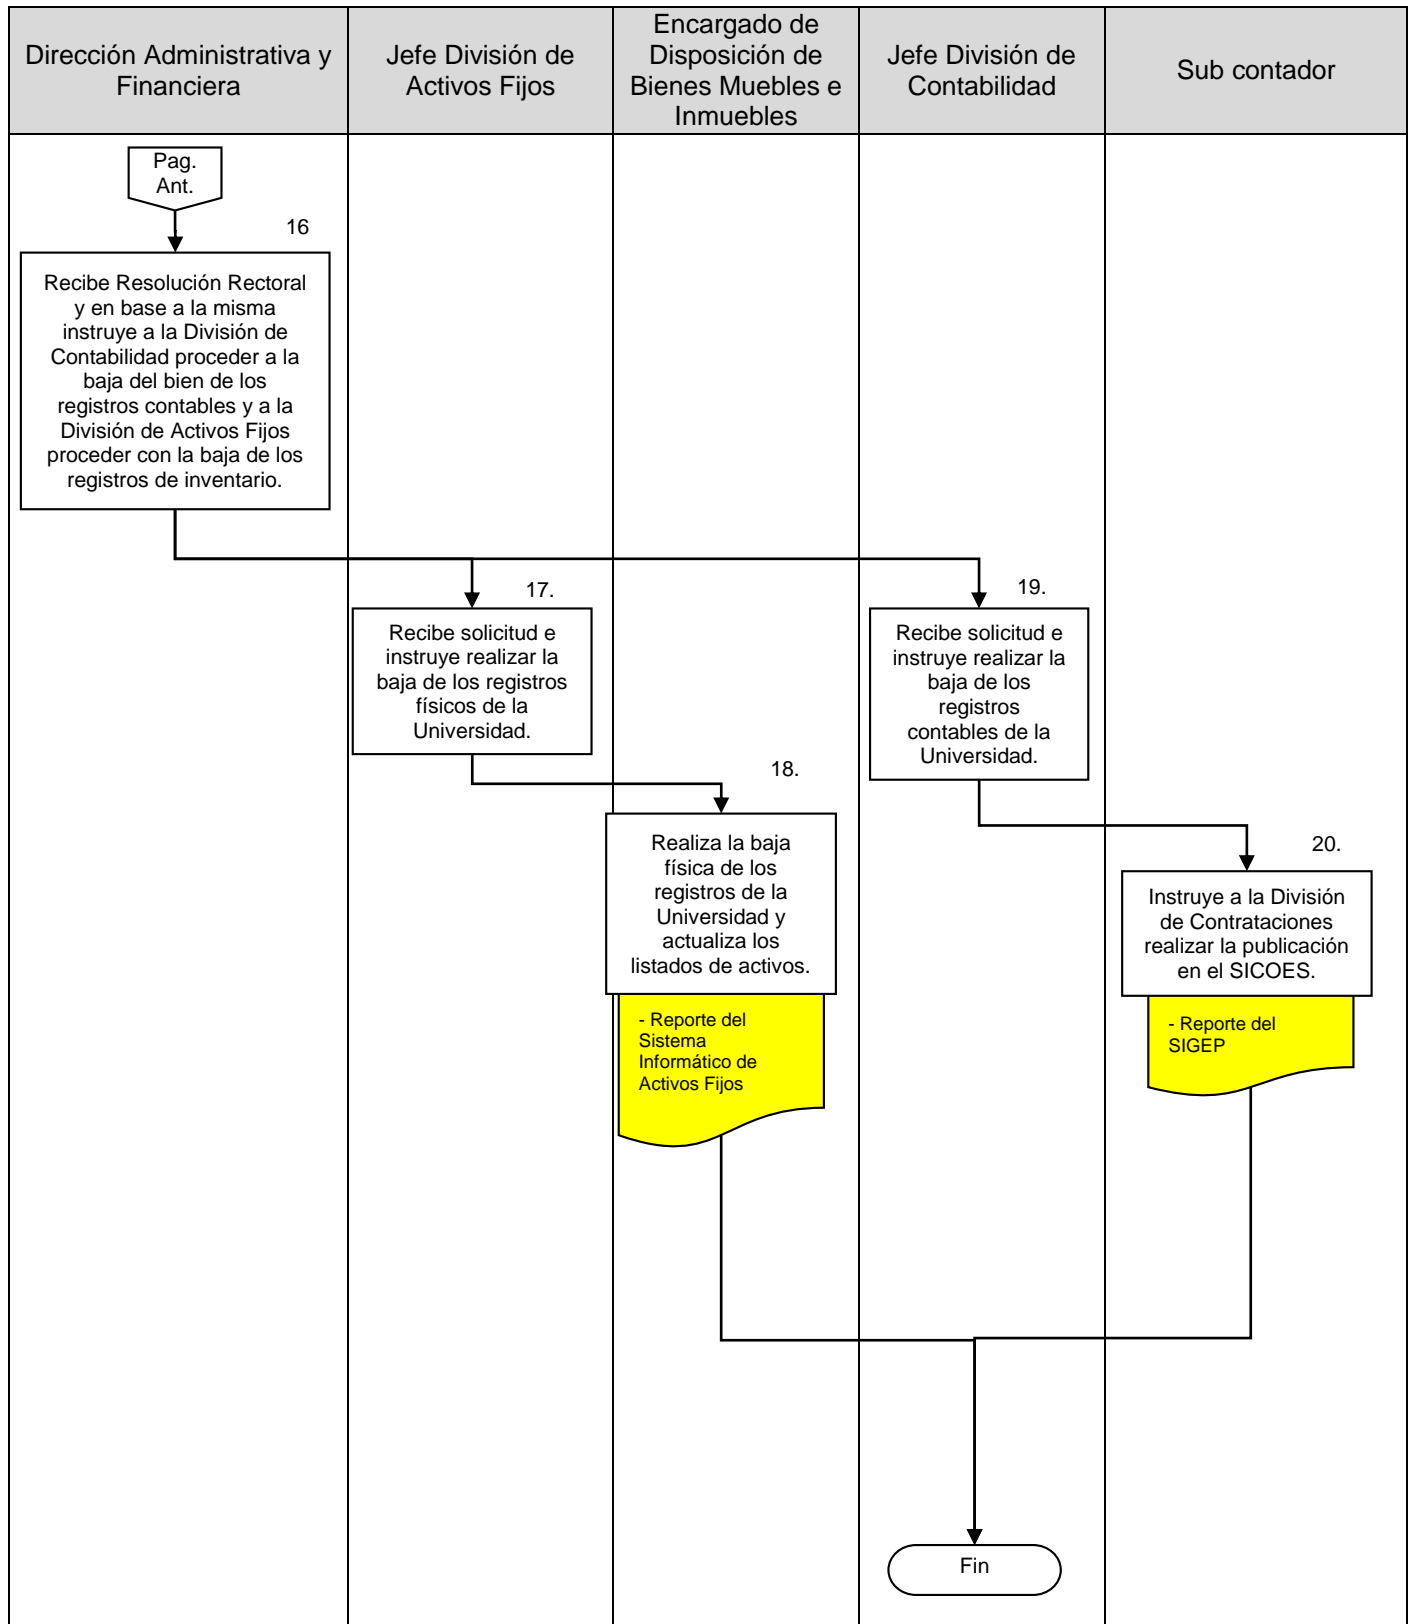 Dirección Administrativa y
Financiera
Jefe División de
Activos Fijos
Encargado de
Disposición de
Bienes Muebles e
Inmuebles
Jefe División de
Contabilidad
Sub contador
Pag.
Ant.
16
Recibe Resolución Rectoral
y en base a la misma
instruye a la División de
Contabilidad proceder a la
baja del bien de los
registros contables y a la
División de Activos Fijos
proceder con la baja de los
registros de inventario.
17.
Recibe solicitud e
instruye realizar la
baja de los registros
físicos de la
Universidad.
19.
Recibe solicitud e
instruye realizar la
baja de los
registros
contables de la
Universidad.
18.
Realiza la baja
física de los
registros de la
Universidad y
actualiza los
listados de activos.
- Reporte del
Sistema
Informático de
Activos Fijos
20.
Instruye a la División
de Contrataciones
realizar la publicación
en el SICOES.
- Reporte del
SIGEP
Fin